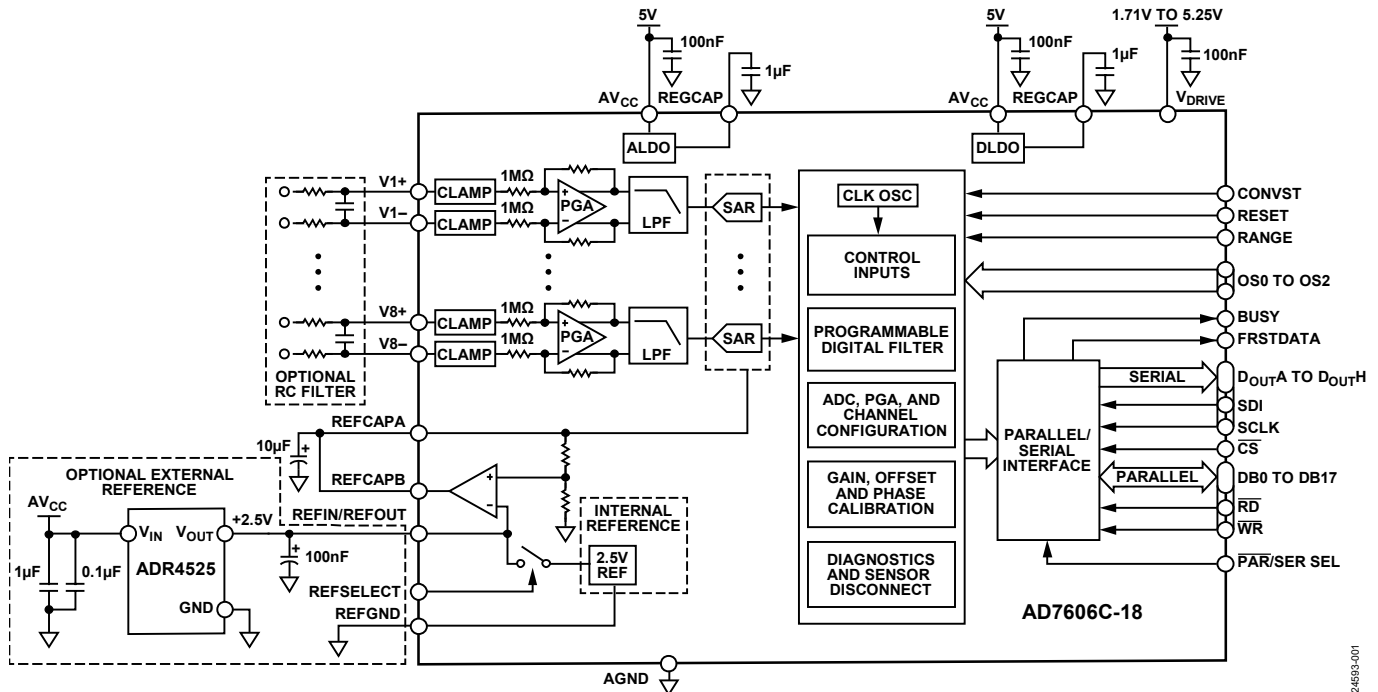 5V
100nF
1µF
AVCC
REGCAP
5V
100nF
1µF
AVCC
REGCAP
1.71V TO 5.25V
100nF
VDRIVE
ALDO
DLDO
V1+
CLAMP
1MΩ
+
PGA
−
V1−
CLAMP
1MΩ
LPF
SAR
V8+
CLAMP
1MΩ
+
PGA
−
V8−
CLAMP
1MΩ
LPF
SAR
OPTIONAL
RC FILTER
CLK OSC
CONTROL
INPUTS
PROGRAMMABLE
DIGITAL FILTER
ADC, PGA, AND
CHANNEL
CONFIGURATION
GAIN, OFFSET
AND PHASE
CALIBRATION
DIAGNOSTICS
AND SENSOR
DISCONNECT
PARALLEL/
SERIAL
INTERFACE
SERIAL
PARALLEL
CONVST
RESET
RANGE
OS0 TO OS2
BUSY
FRSTDATA
DOUTA TO DOUTH
SDI
SCLK
CS
DB0 TO DB17
RD
WR
PAR/SER SEL
REFCAPA
10µF
+
REFCAPB
+
−
OPTIONAL EXTERNAL
REFERENCE
REFIN/REFOUT
AVCC
VIN
VOUT
+2.5V
ADR4525
GND
1µF
0.1µF
+
100nF
REFSELECT
REFGND
INTERNAL
REFERENCE
2.5V
REF
AD7606C-18
AGND
24593-001